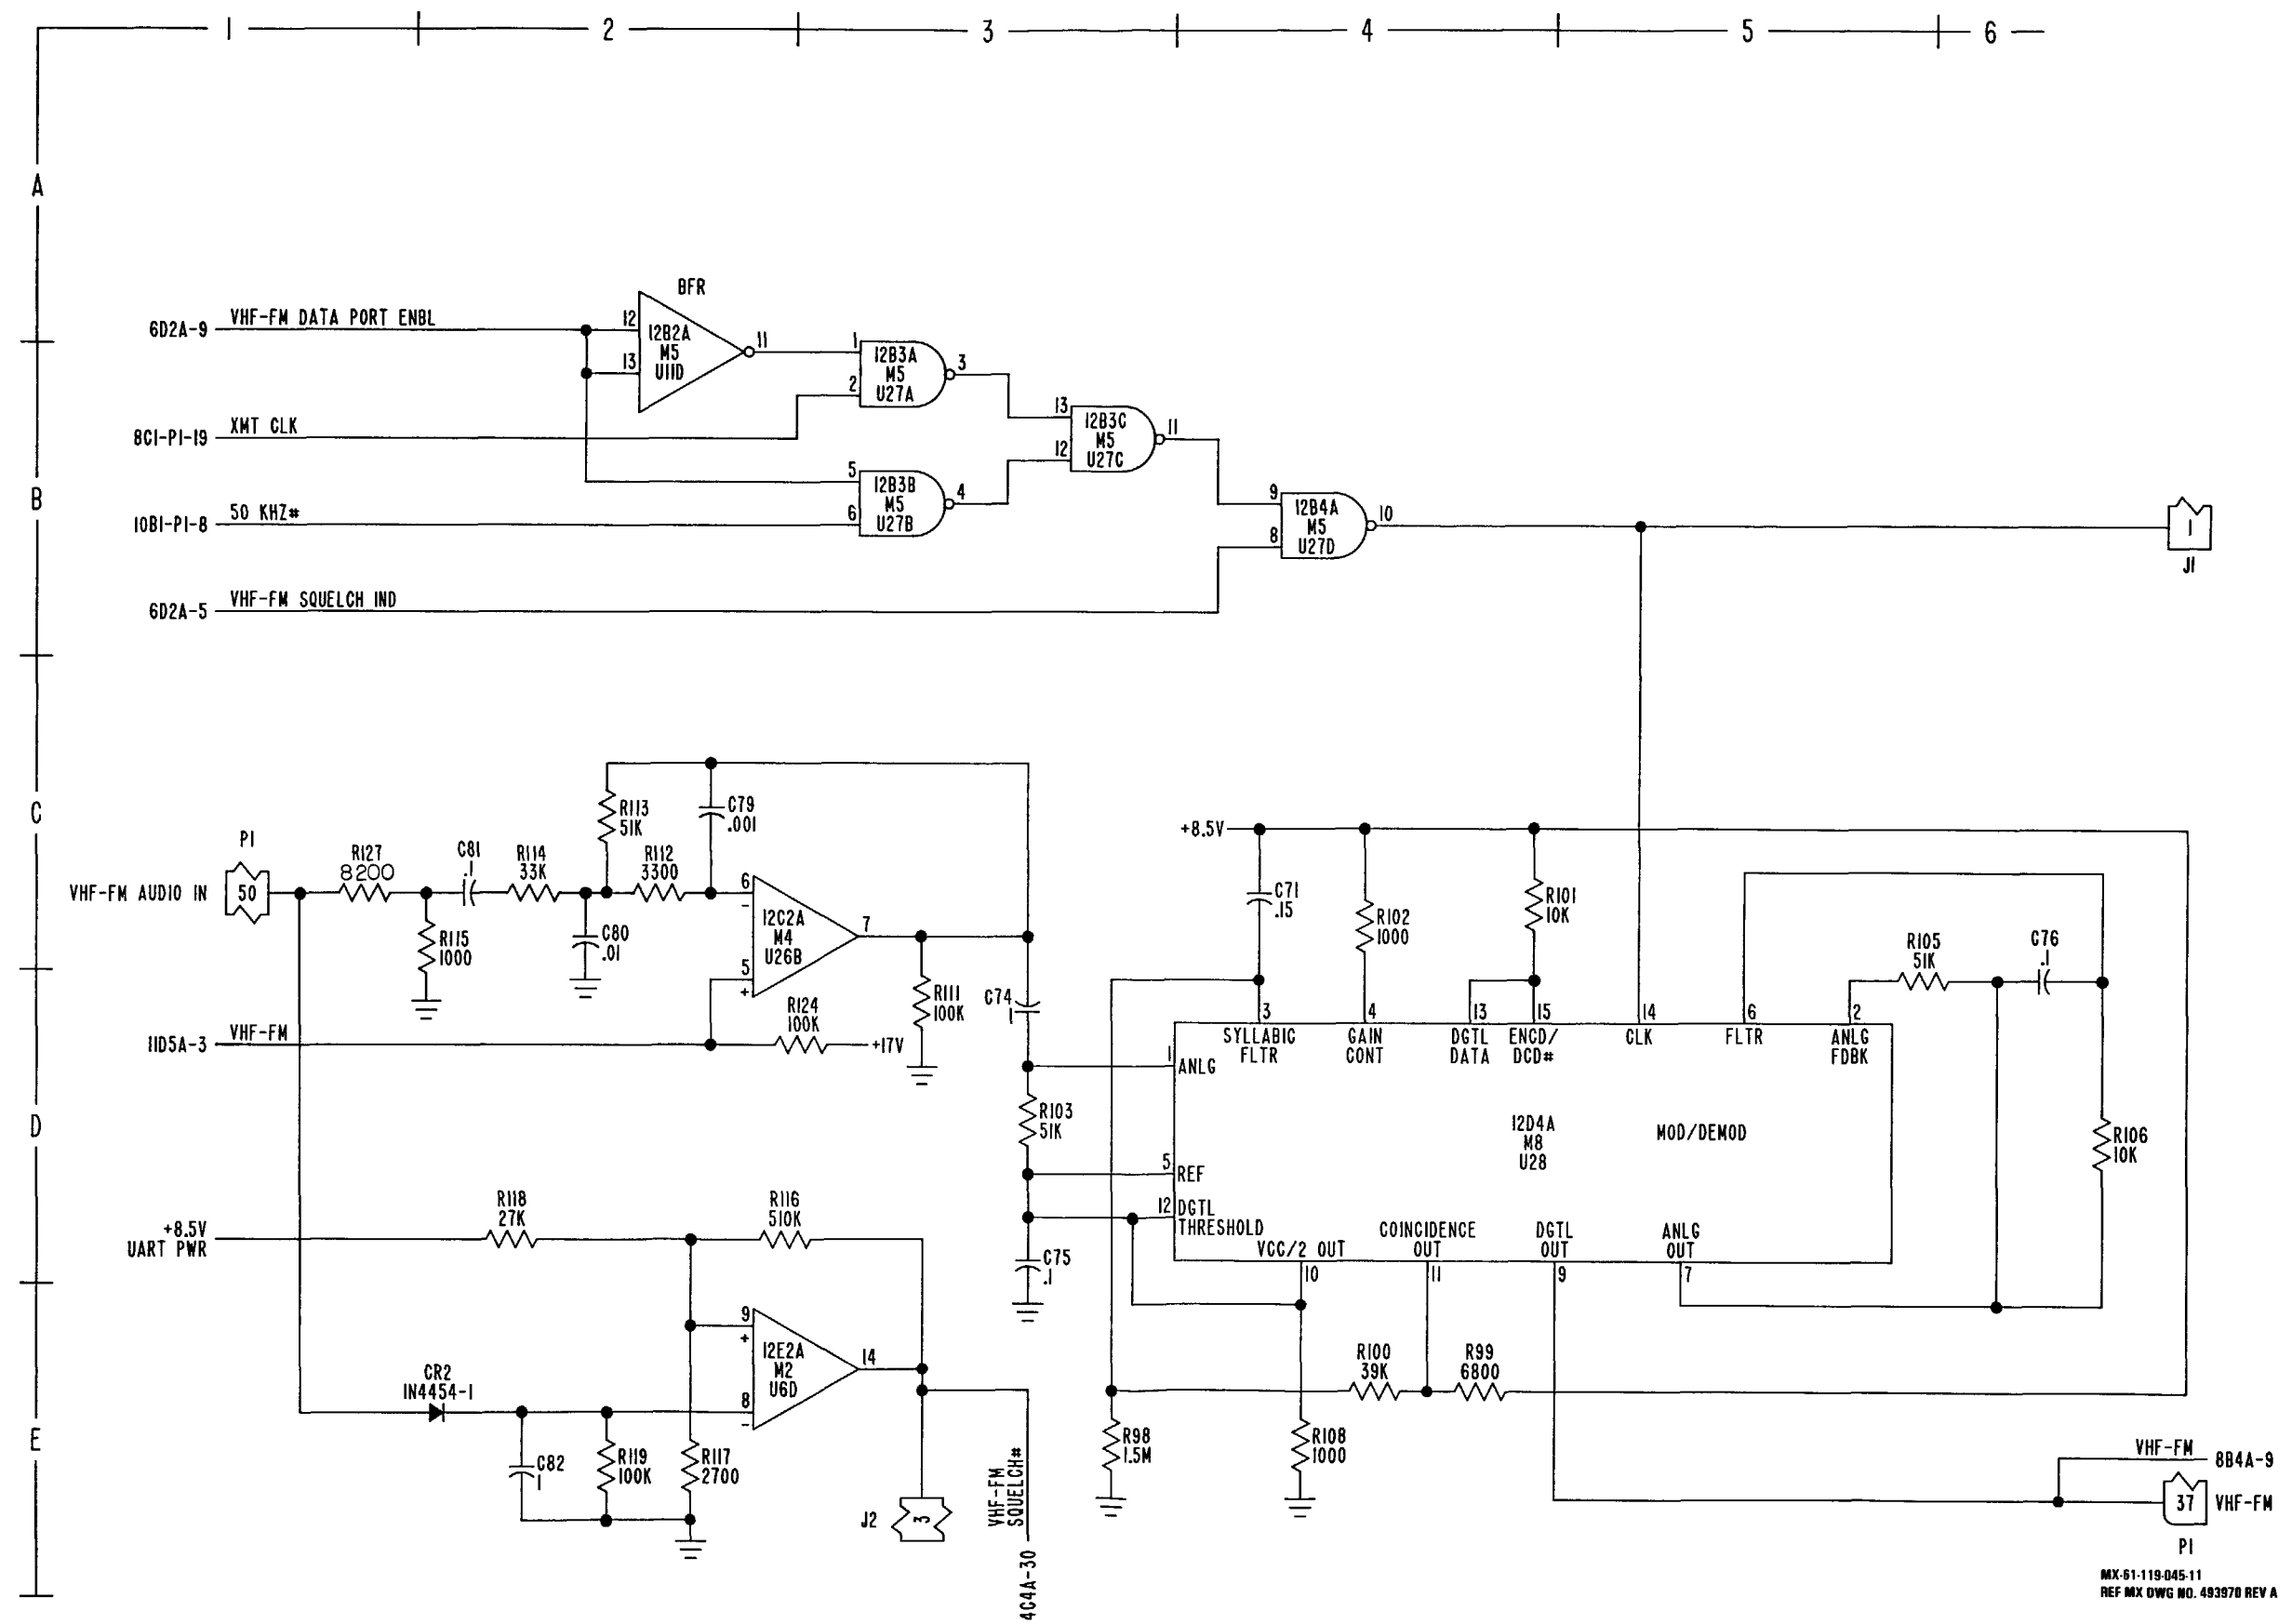 1 2 3 4 5 6
A
B
C
D
E
BFR
6D2A-9 VHF-FM DATA PORT ENBL
12
13
12B2A
M5
U11D
11
1
2
12B3A
M5
U27A
3
8C1-P1-19 XMT CLK
13
12
12B3C
M5
U27C
11
5
6
12B3B
M5
U27B
4
10B1-P1-8 50 KHZ#
9
8
12B4A
M5
U27D
10
1
J1
6D2A-5 VHF-FM SQUELCH IND
P1
VHF-FM AUDIO IN 50
R127
8200
R115
1000
C81
.1
R114
33K
C80
.01
R113
51K
R112
3300
C79
.001
6
-
5
+
12C2A
M4
U26B
7
11D5A-3 VHF-FM
R124
100K
+17V
R111
100K
C74
1
R103
51K
C75
.1
+8.5V
C71
.15
R102
1000
R101
10K
R105
51K
C76
.1
R106
10K
3
SYLLABIC
FLTR
4
GAIN
CONT
13
DGTL
DATA
15
ENCD/
DCD#
14
CLK
6
FLTR
2
ANLG
FDBK
1
ANLG
5
REF
12
DGTL
THRESHOLD
12D4A
M8
U28
MOD/DEMOD
VCC/2 OUT
10
COINCIDENCE
OUT
11
DGTL
OUT
9
ANLG
OUT
7
+8.5V
UART PWR
R118
27K
R116
510K
9
+
8
-
12E2A
M2
U6D
14
CR2
1N4454-1
C82
1
R119
100K
R117
2700
J2
3
VHF-FM
SQUELCH#
4C4A-30
R98
1.5M
R100
39K
R99
6800
R108
1000
VHF-FM 8B4A-9
37 VHF-FM
P1
MX-61-119-045-11
REF MX DWG NO. 493970 REV A